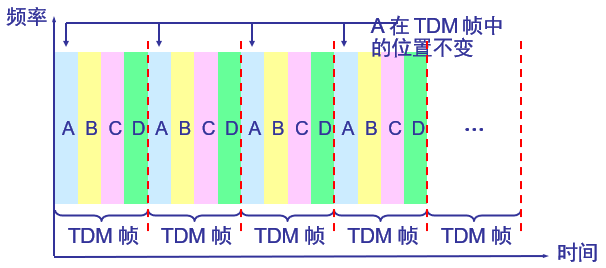 频率
A 在 TDM 帧中
的位置不变
A B C D A B C D A B C D A B C D ...
TDM 帧 TDM 帧 TDM 帧 TDM 帧 TDM 帧
时间